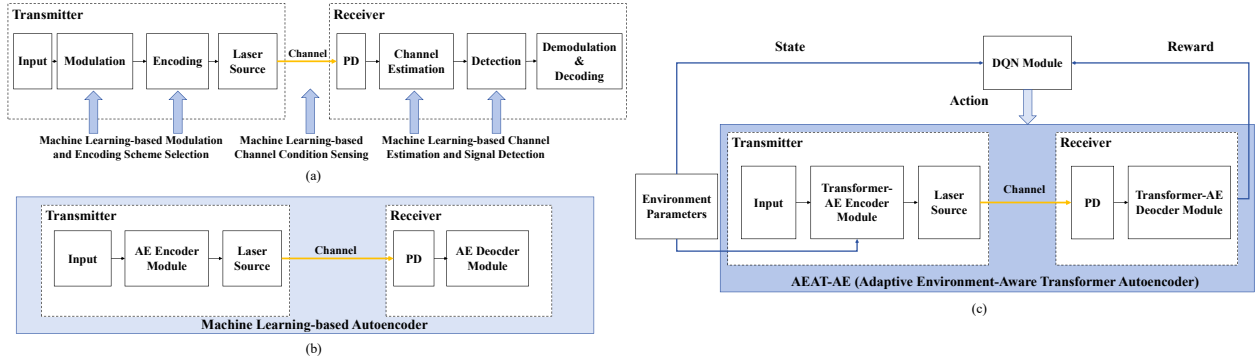 Transmitter
Receiver
Input
Modulation
Encoding
Laser
Source
Channel
PD
Channel
Estimation
Detection
Demodulation
&
Decoding
Machine Learning-based Modulation
and Encoding Scheme Selection
Machine Learning-based
Channel Condition Sensing
Machine Learning-based Channel
Estimation and Signal Detection
(a)
Transmitter
Receiver
Input
AE Encoder
Module
Laser
Source
Channel
PD
AE Deocder
Module
Machine Learning-based Autoencoder
(b)
State
Reward
DQN Module
Action
Transmitter
Receiver
Environment
Parameters
Input
Transformer-
AE Encoder
Module
Laser
Source
Channel
PD
Transformer-AE
Deocder Module
AEAT-AE (Adaptive Environment-Aware Transformer Autoencoder)
(c)